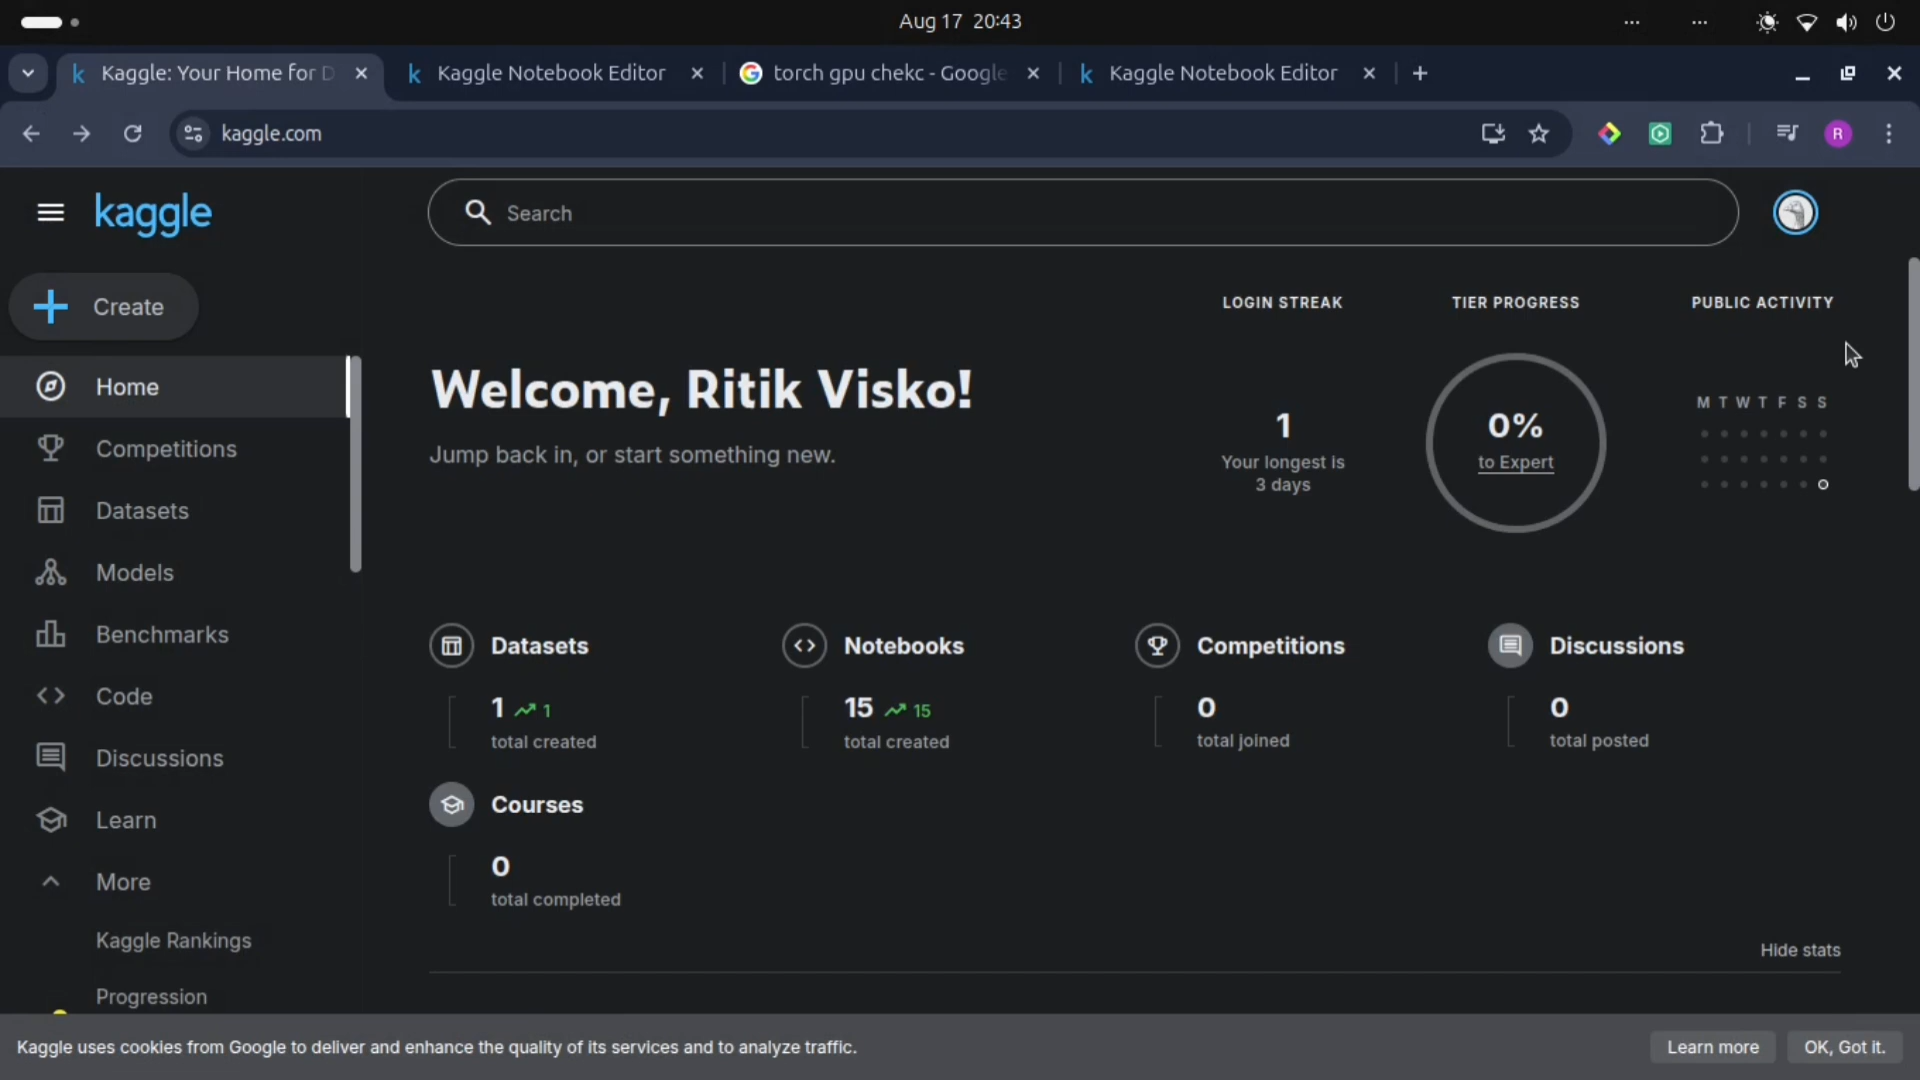 Aug 17 20:43
Kaggle: Your Home for D
Kaggle Notebook Editor
torch gpu chekc - Google
Kaggle Notebook Editor
kaggle.com
R
kaggle
Search
Create
Home
Competitions
Datasets
Models
Benchmarks
Code
Discussions
Learn
More
Kaggle Rankings
Progression
Welcome, Ritik Visko!
Jump back in, or start something new.
LOGIN STREAK
1
Your longest is
3 days
TIER PROGRESS
0%
to Expert
PUBLIC ACTIVITY
M T W T F S S
Datasets
1 1
total created
Notebooks
15 15
total created
Competitions
0
total joined
Discussions
0
total posted
Courses
0
total completed
Hide stats
Kaggle uses cookies from Google to deliver and enhance the quality of its services and to analyze traffic.
Learn more
OK, Got it.